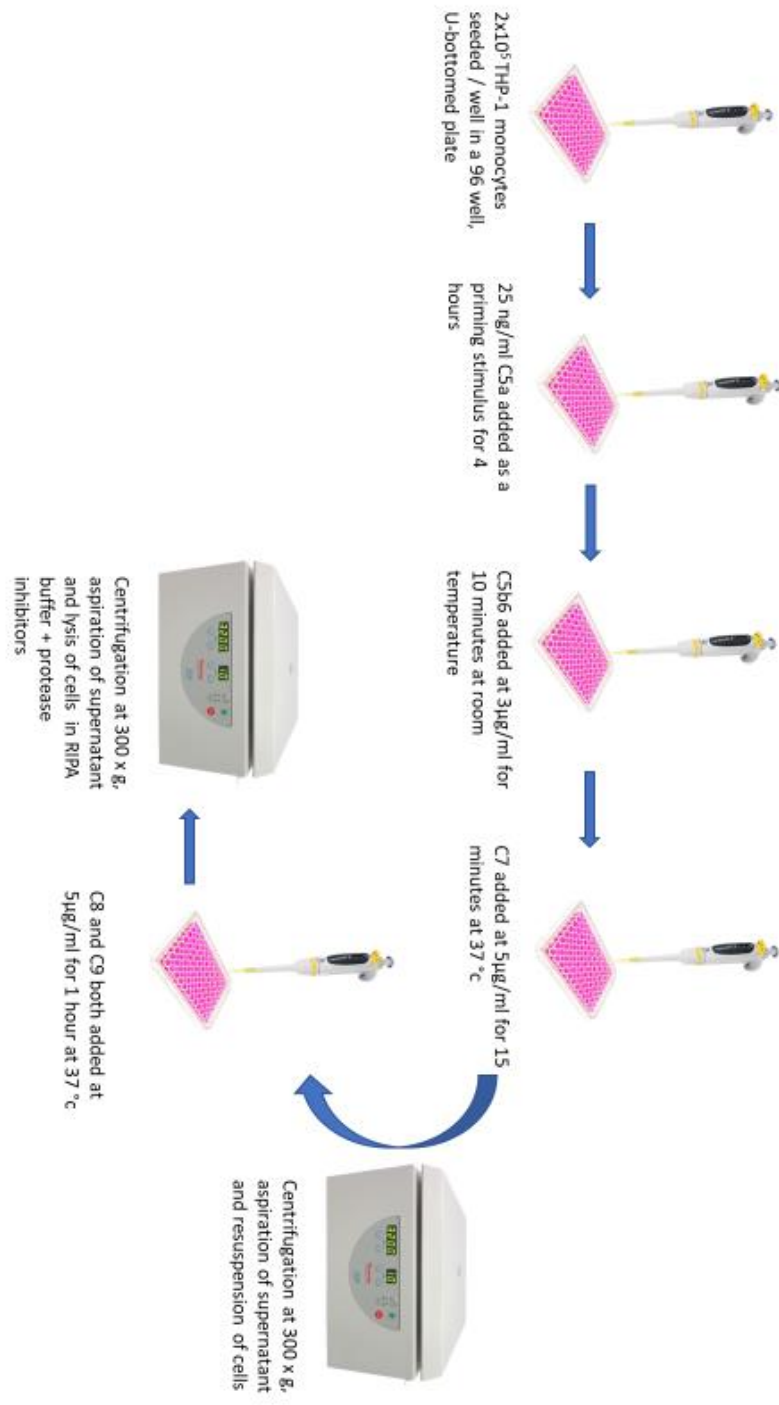 2x10⁵ THP-1 monocytes
seeded / well in a 96 well,
U-bottomed plate
25 ng/ml C5a added as a
priming stimulus for 4
hours
C5b6 added at 3µg/ml for
10 minutes at room
temperature
C7 added at 5µg/ml for 15
minutes at 37 °c
Centrifugation at 300 x g,
aspiration of supernatant
and resuspension of cells
C8 and C9 both added at
5µg/ml for 1 hour at 37 °c
Centrifugation at 300 x g,
aspiration of supernatant
and lysis of cells in RIPA
buffer + protease
inhibitors